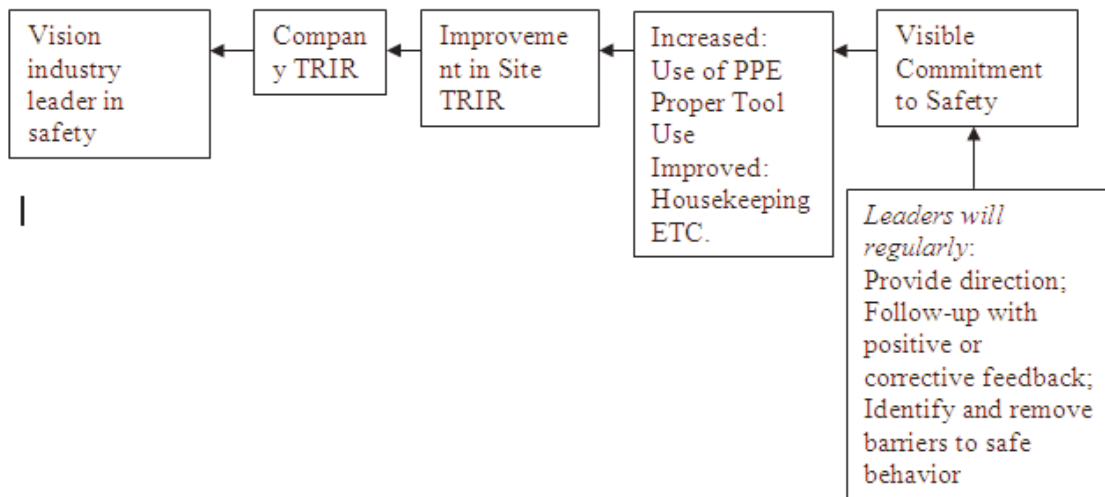 Vision
industry
leader in
safety
Compan
y TRIR
Improveme
nt in Site
TRIR
Increased:
Use of PPE
Proper Tool
Use
Improved:
Housekeeping
ETC.
Visible
Commitment
to Safety
Leaders will
regularly:
Provide direction;
Follow-up with
positive or
corrective feedback;
Identify and remove
barriers to safe
behavior